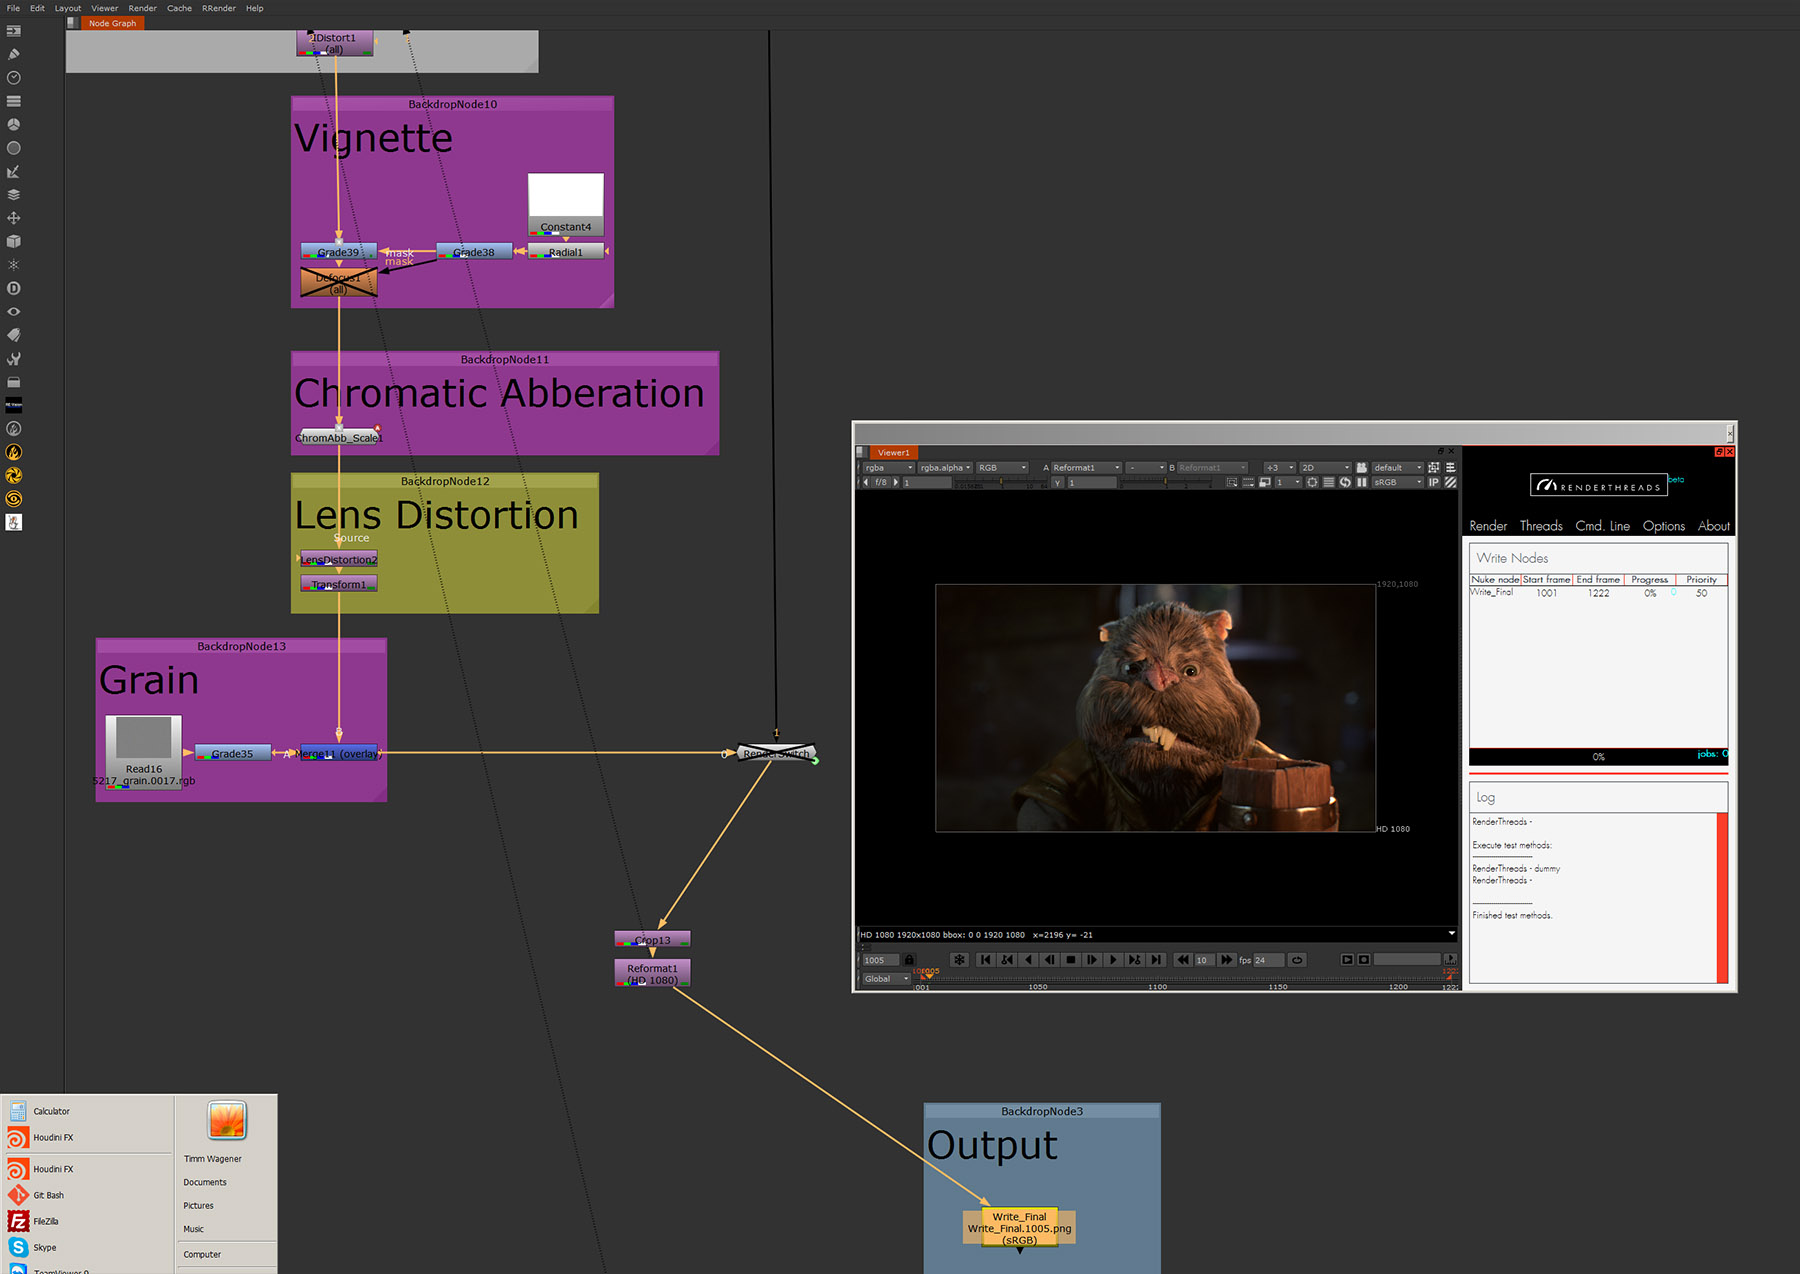 File Edit Layout Viewer Render Cache RRender Help
Node Graph
IDistort1
(all)
BackdropNode10
Vignette
Constant4
Grade39
mask
mask
Grade38
Radial1
Defocus1
(all)
BackdropNode11
Chromatic Abberation
ChromAbb_Scale1
BackdropNode12
Lens Distortion
Source
LensDistortion2
Transform1
BackdropNode13
Grain
Read16
5217_grain.0017.rgb
Grade35
A
B
Merge11 (overlay)
0
1
RenderSwitch
Crop13
Reformat1
(HD 1080)
BackdropNode3
Output
Write_Final
Write_Final.1005.png
(sRGB)
Viewer1
rgba rgba.alpha RGB A Reformat1 - B Reformat1 +3 2D default
f/8 1 Y 1 1 sRGB IP
1920,1080
HD 1080
HD 1080 1920x1080 bbox: 0 0 1920 1080 x=2196 y= -21
1005 10 fps 24
Global 1005
1001 1050 1100 1150 1200
RENDERTHREADS beta
Render Threads Cmd. Line Options About
Write Nodes
Nuke node Start frame End frame Progress Priority
Write_Final 1001 1222 0% 0 50
0% jobs: 0
Log
RenderThreads -
Execute test methods:
----------------------------
RenderThreads - dummy
RenderThreads -
----------------------------
Finished test methods.
Calculator
Houdini FX
Houdini FX
Git Bash
FileZilla
Skype
TeamViewer 9
Timm Wagener
Documents
Pictures
Music
Computer